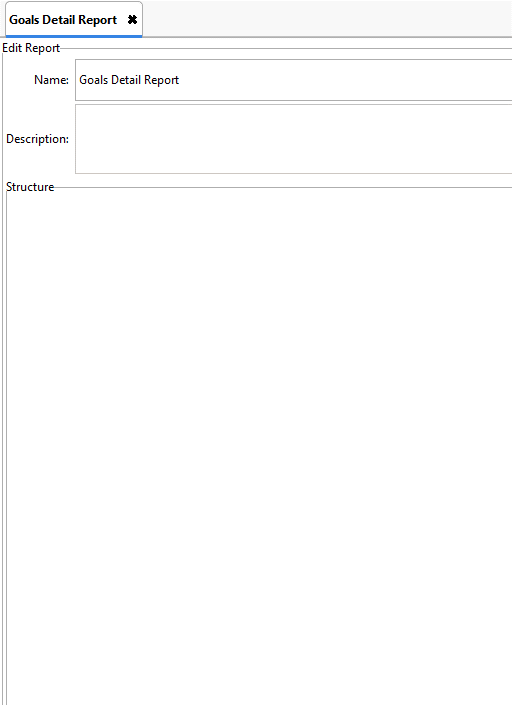 Goals Detail Report ✖
Edit Report
Name: Goals Detail Report
Description:
Structure